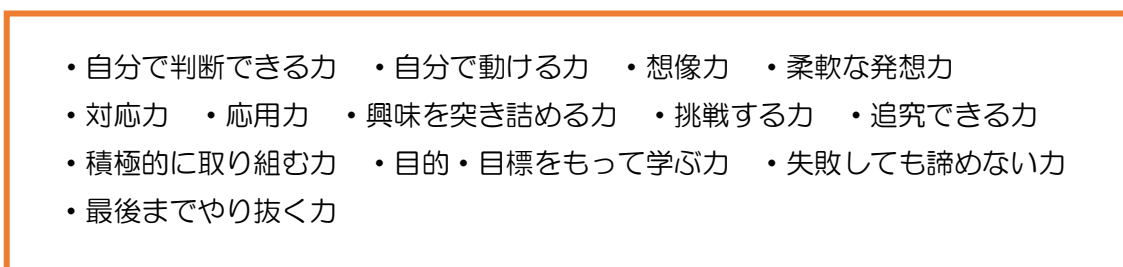 ・自分で判断できる力　・自分で動ける力　・想像力　・柔軟な発想力
・対応力　・応用力　・興味を突き詰める力　・挑戦する力　・追究できる力
・積極的に取り組む力　・目的・目標をもって学ぶ力　・失敗しても諦めない力
・最後までやり抜く力